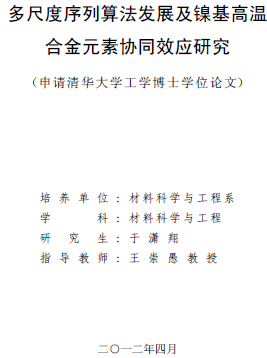 多尺度序列算法发展及镍基高温
合金元素协同效应研究
（申请清华大学工学博士学位论文）
培养单位：材料科学与工程系
学科：材料科学与工程
研究生：于潇翔
指导教师：王崇愚教授
二〇一二年四月